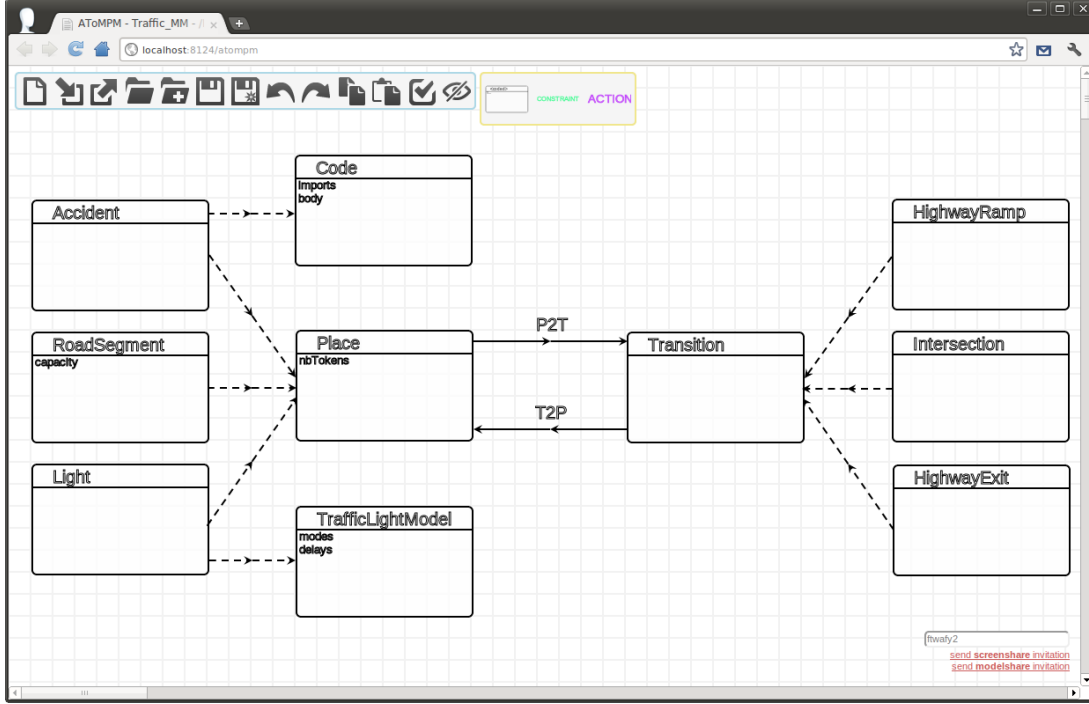 AToMPM - Traffic_MM - /
localhost:8124/atompm
CONSTRAINT ACTION
Code
imports
body
Accident
HighwayRamp
P2T
RoadSegment
capacity
Place
nbTokens
Transition
Intersection
T2P
Light
HighwayExit
TrafficLightModel
modes
delays
ftwafy2
send screenshare invitation
send modelshare invitation